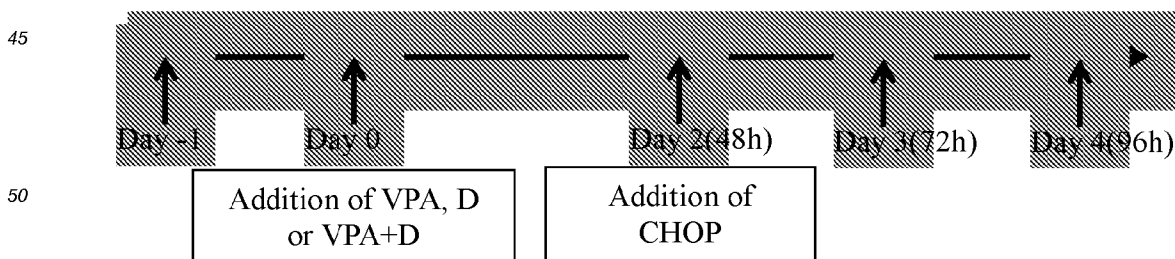 45
Day -1 Day 0 Day 2(48h) Day 3(72h) Day 4(96h)
50
Addition of VPA, D
or VPA+D
Addition of
CHOP